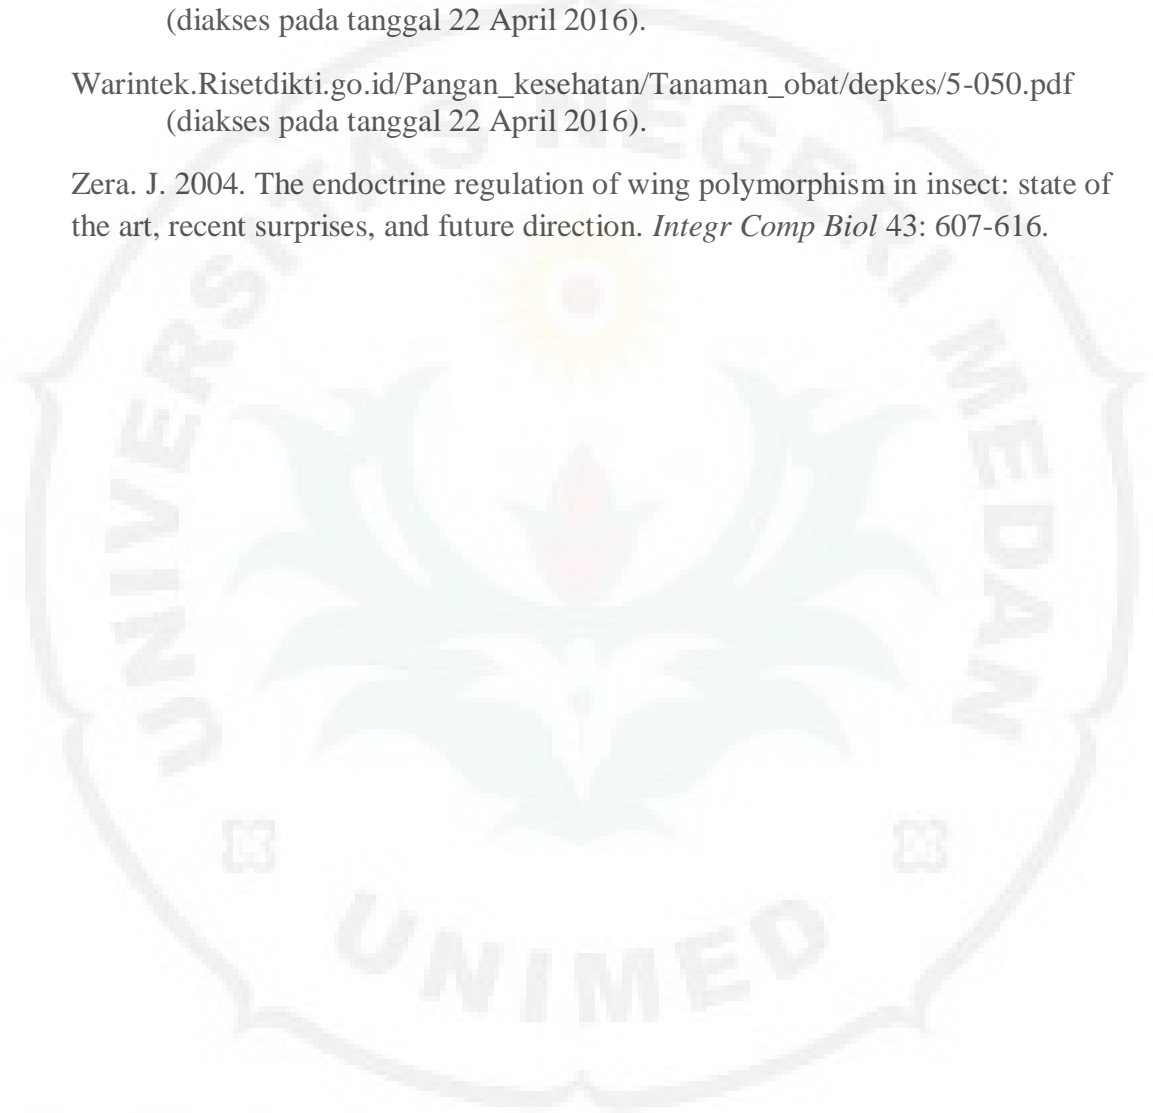 (diakses pada tanggal 22 April 2016).
Warintek.Risetdikti.go.id/Pangan_kesehatan/Tanaman_obat/depkes/5-050.pdf
(diakses pada tanggal 22 April 2016).
Zera. J. 2004. The endoctrine regulation of wing polymorphism in insect: state of
the art, recent surprises, and future direction. Integr Comp Biol 43: 607-616.
UNIVERSITAS NEGERI MEDAN
UNIMED